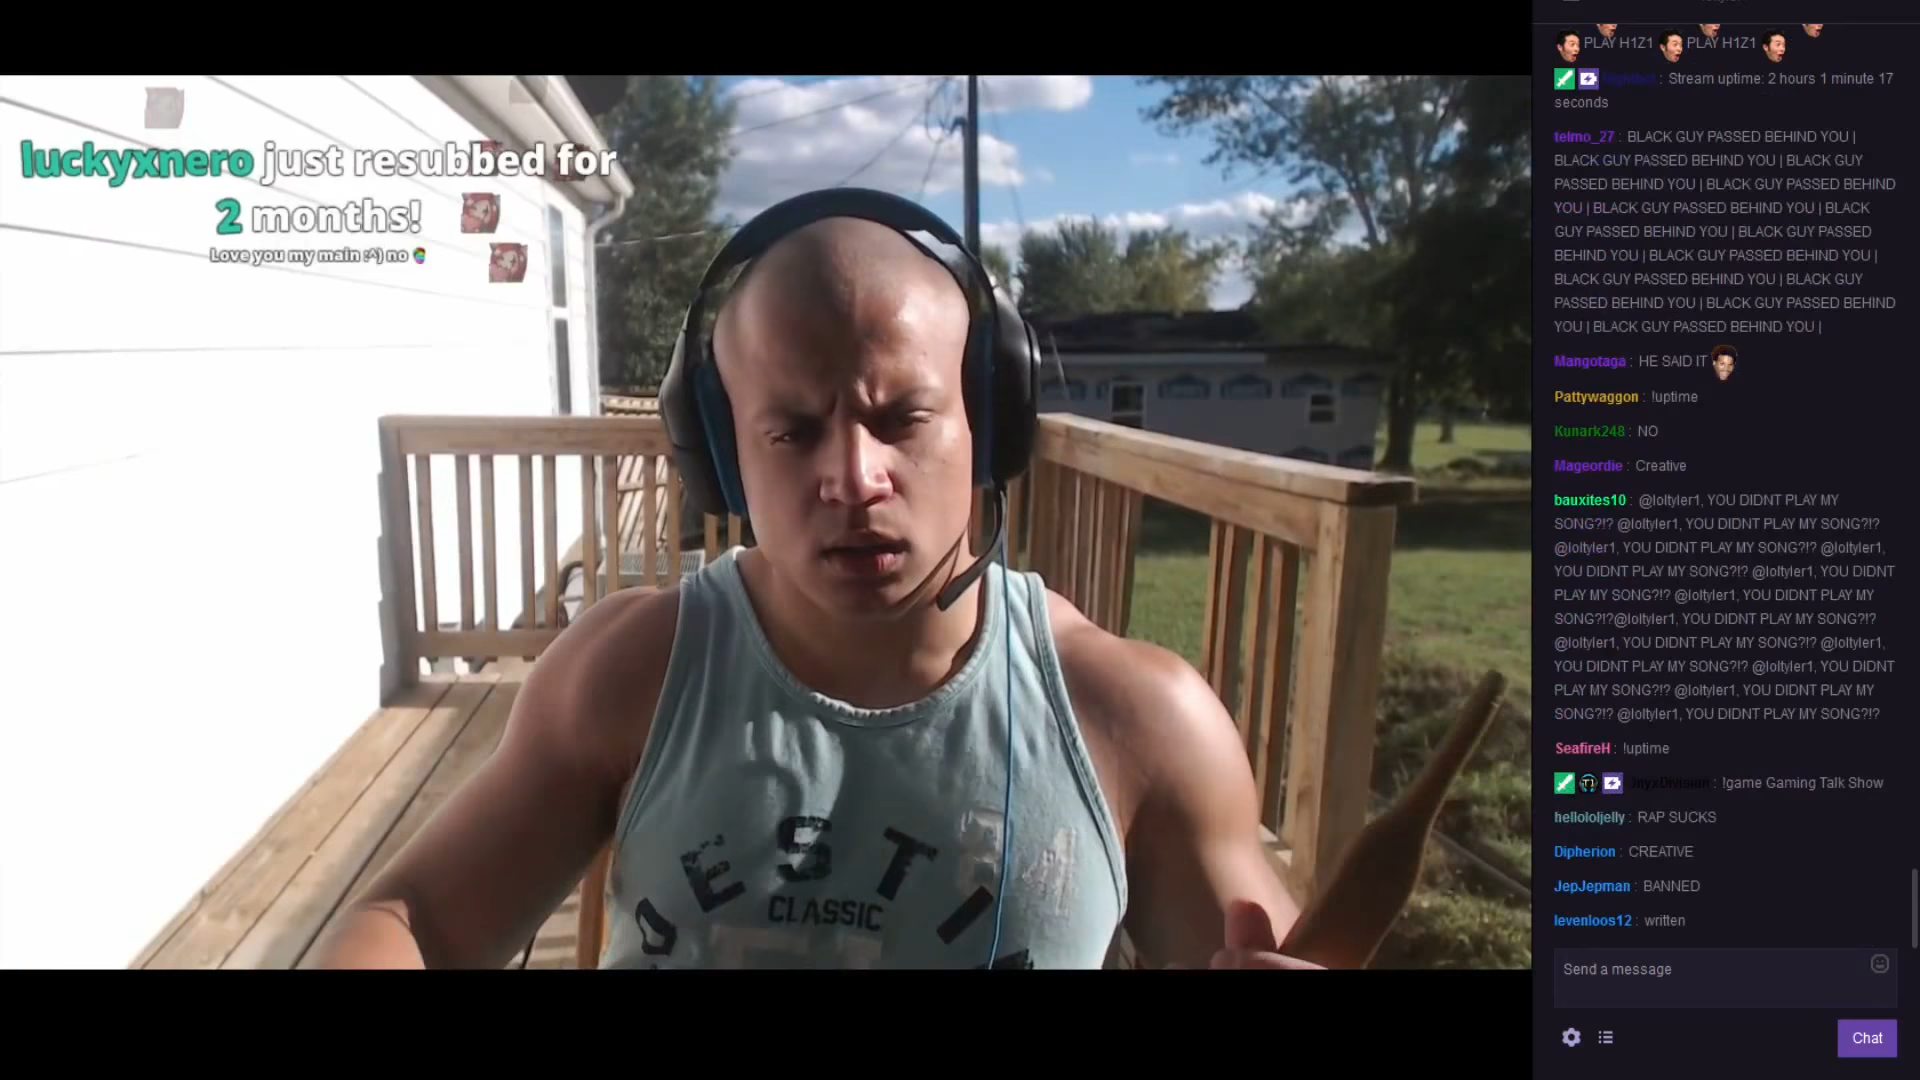 luckyxnero just resubbed for
2 months!
Love you my main :^) no
CLASSIC
PLAY H1Z1 PLAY H1Z1
: Stream uptime: 2 hours 1 minute 17
seconds
telmo_27 : BLACK GUY PASSED BEHIND YOU |
BLACK GUY PASSED BEHIND YOU | BLACK GUY
PASSED BEHIND YOU | BLACK GUY PASSED BEHIND
YOU | BLACK GUY PASSED BEHIND YOU | BLACK
GUY PASSED BEHIND YOU | BLACK GUY PASSED
BEHIND YOU | BLACK GUY PASSED BEHIND YOU |
BLACK GUY PASSED BEHIND YOU | BLACK GUY
PASSED BEHIND YOU | BLACK GUY PASSED BEHIND
YOU | BLACK GUY PASSED BEHIND YOU |
Mangotaga : HE SAID IT
Pattywaggon : !uptime
Kunark248 : NO
Mageordie : Creative
bauxites10 : @loltyler1, YOU DIDNT PLAY MY
SONG?!? @loltyler1, YOU DIDNT PLAY MY SONG?!?
@loltyler1, YOU DIDNT PLAY MY SONG?!? @loltyler1,
YOU DIDNT PLAY MY SONG?!? @loltyler1, YOU DIDNT
PLAY MY SONG?!? @loltyler1, YOU DIDNT PLAY MY
SONG?!?@loltyler1, YOU DIDNT PLAY MY SONG?!?
@loltyler1, YOU DIDNT PLAY MY SONG?!? @loltyler1,
YOU DIDNT PLAY MY SONG?!? @loltyler1, YOU DIDNT
PLAY MY SONG?!? @loltyler1, YOU DIDNT PLAY MY
SONG?!? @loltyler1, YOU DIDNT PLAY MY SONG?!?
SeafireH : !uptime
JnyxDivision : !game Gaming Talk Show
hellololjelly : RAP SUCKS
Dipherion : CREATIVE
JepJepman : BANNED
levenloos12 : written
Send a message
Chat